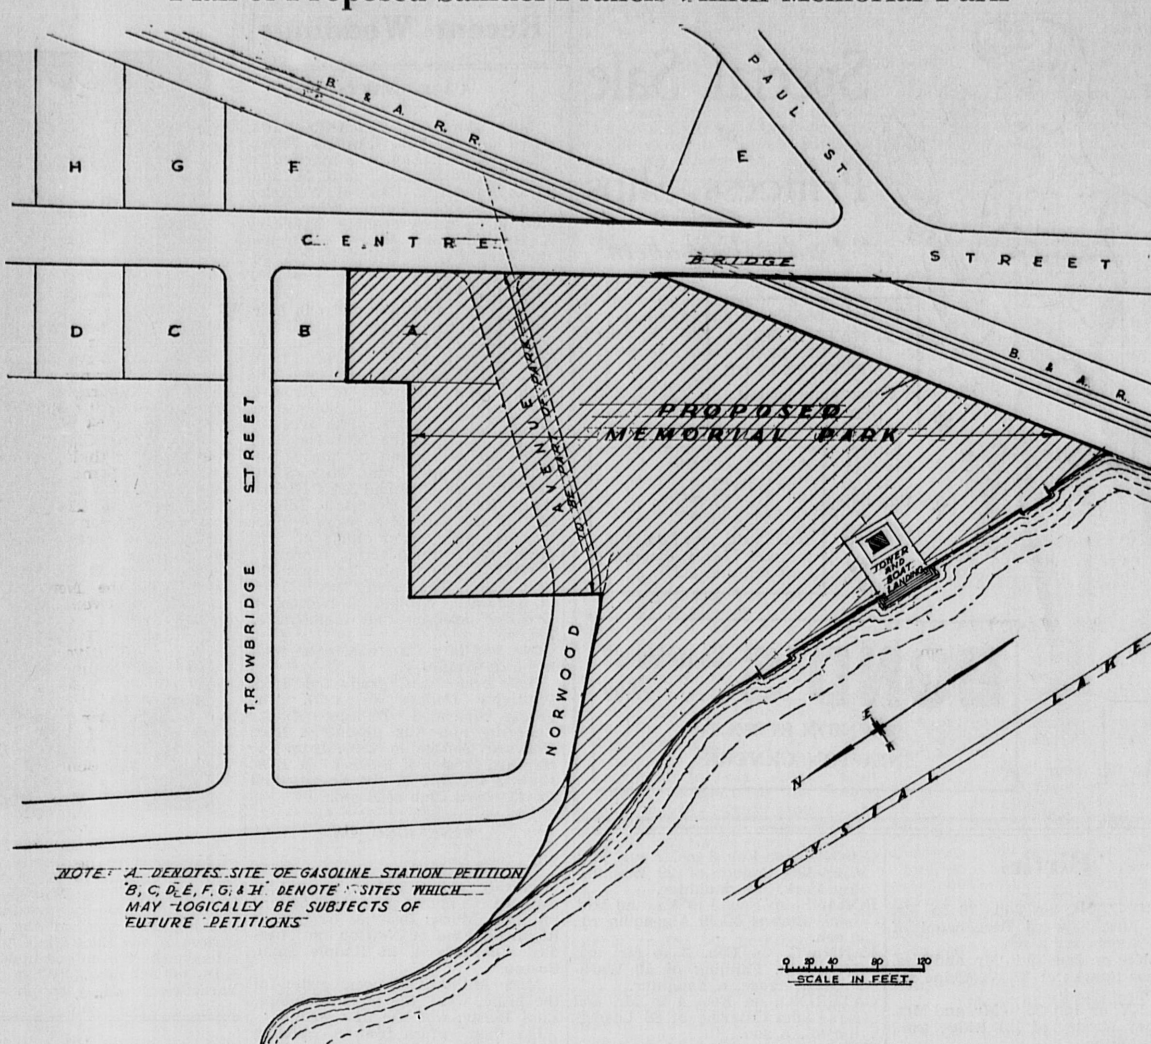 B. & A. R. R.
PAUL ST.
H G F
E
CENTRE
BRIDGE
STREET
D C B A
B. & A. R.
AVENUE
TO BE PART OF PARK
PROPOSED
MEMORIAL PARK
TROWBRIDGE STREET
TOWER
AND
BOAT
LANDING
NORWOOD
N
E
CRYSTAL LAKE
NOTE: A DENOTES SITE OF GASOLINE STATION PETITION
B, C, D, E, F, G, & H DENOTE SITES WHICH
MAY LOGICALLY BE SUBJECTS OF
FUTURE PETITIONS
0 20 40 80 120
SCALE IN FEET.